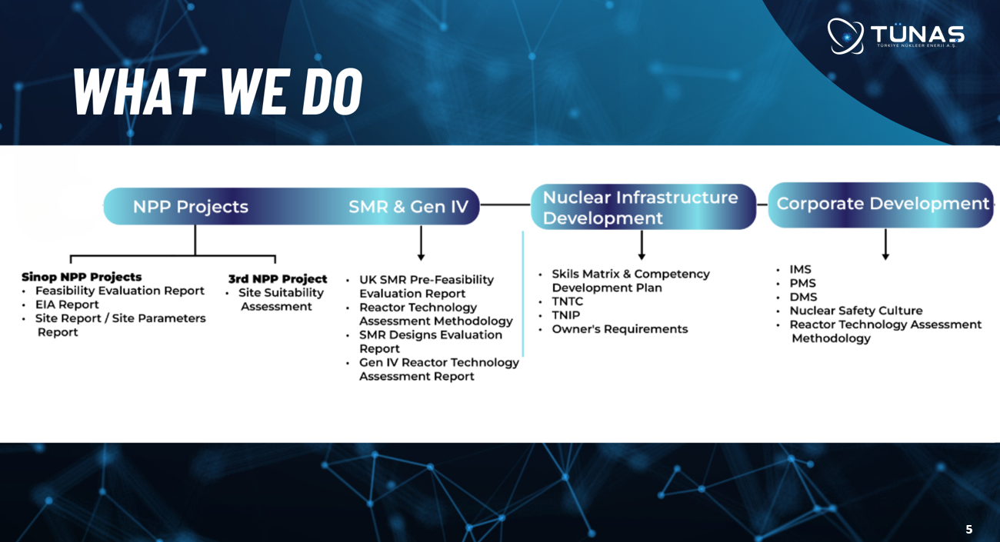 TÜNAŞ
TÜRKİYE NÜKLEER ENERJİ A.Ş.
WHAT WE DO
NPP Projects
SMR & Gen IV
Nuclear Infrastructure
Development
Corporate Development
Sinop NPP Projects
• Feasibility Evaluation Report
• EIA Report
• Site Report / Site Parameters
Report
3rd NPP Project
• Site Suitability
Assessment
• UK SMR Pre-Feasibility
Evaluation Report
• Reactor Technology
Assessment Methodology
• SMR Designs Evaluation
Report
• Gen IV Reactor Technology
Assessment Report
• Skils Matrix & Competency
Development Plan
• TNTC
• TNIP
• Owner's Requirements
• IMS
• PMS
• DMS
• Nuclear Safety Culture
• Reactor Technology Assessment
Methodology
5